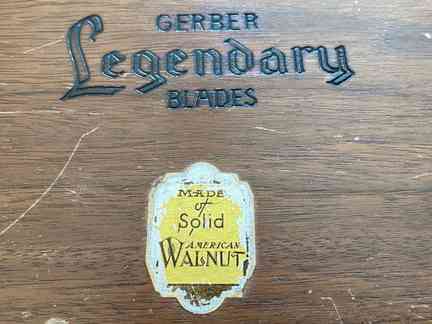 GERBER
Legendary
BLADES
MADE
of
Solid
AMERICAN
WALNUT